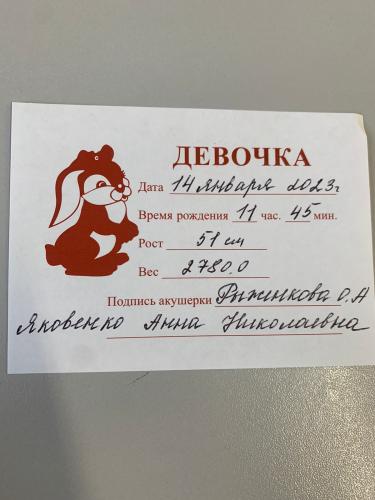 ДЕВОЧКА
Дата 14 января 2023г
Время рождения 11 час. 45 мин.
Рост 51 см
Вес 2780,0
Подпись акушерки Рыженкова О.А
Яковенко Анна Николаевна